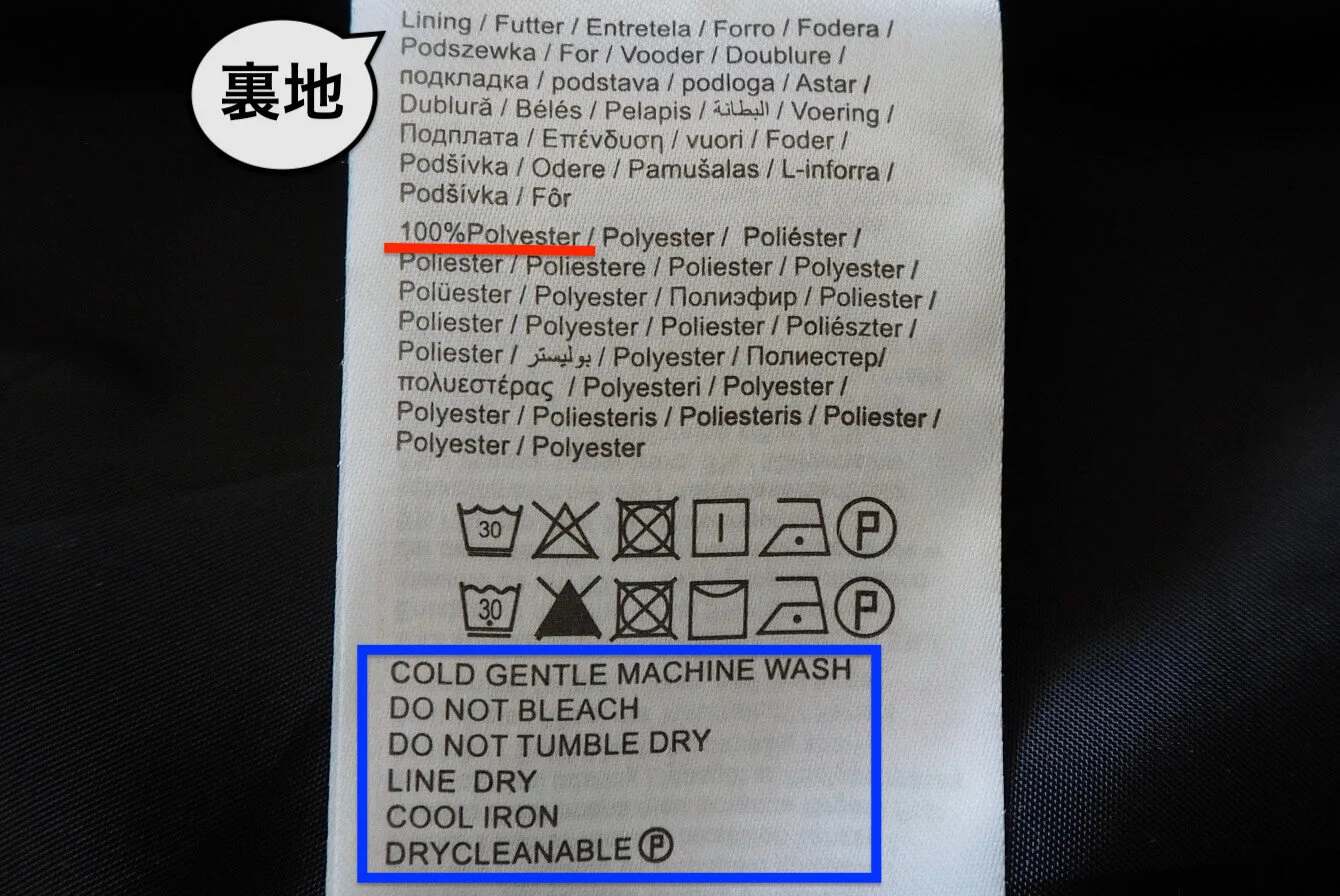 裏地
Lining / Futter / Entretela / Forro / Fodera /
Podszewka / For / Vooder / Doublure /
подкладка / podstava / podloga / Astar /
Dublură / Bélés / Pelapis / البطانة / Voering /
Подплата / Επένδυση / vuori / Foder /
Podšívka / Odere / Pamušalas / L-inforra /
Podšívka / Fôr
100%Polyester / Polyester / Poliéster /
Poliester / Poliestere / Poliester / Polyester /
Polüester / Polyester / Полиэфир / Poliester /
Poliester / Polyester / Poliester / Poliészter /
Poliester / بوليستر / Polyester / Полиестер/
πολυεστέρας / Polyesteri / Polyester /
Polyester / Poliesteris / Poliesteris / Poliester /
Polyester / Polyester
30 P
30 P
COLD GENTLE MACHINE WASH
DO NOT BLEACH
DO NOT TUMBLE DRY
LINE DRY
COOL IRON
DRYCLEANABLE P